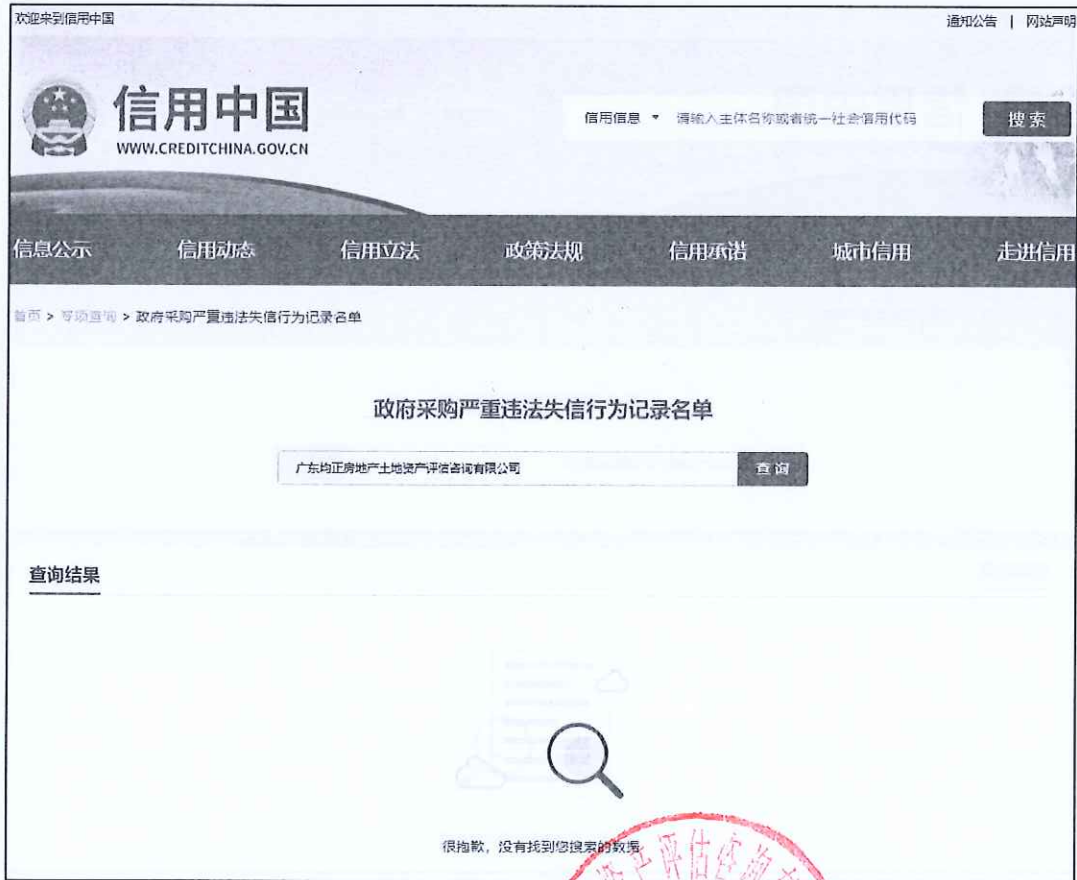 欢迎来到信用中国
通知公告 | 网站声明
信用中国
WWW.CREDITCHINA.GOV.CN
信用信息 请输入主体名称或者统一社会信用代码 搜索
信息公示 信用动态 信用立法 政策法规 信用承诺 城市信用 走进信用
首页 > 专项查询 > 政府采购严重违法失信行为记录名单
政府采购严重违法失信行为记录名单
广东均正房地产土地资产评估咨询有限公司 查询
查询结果
很抱歉，没有找到您搜索的数据
资产评估咨询有